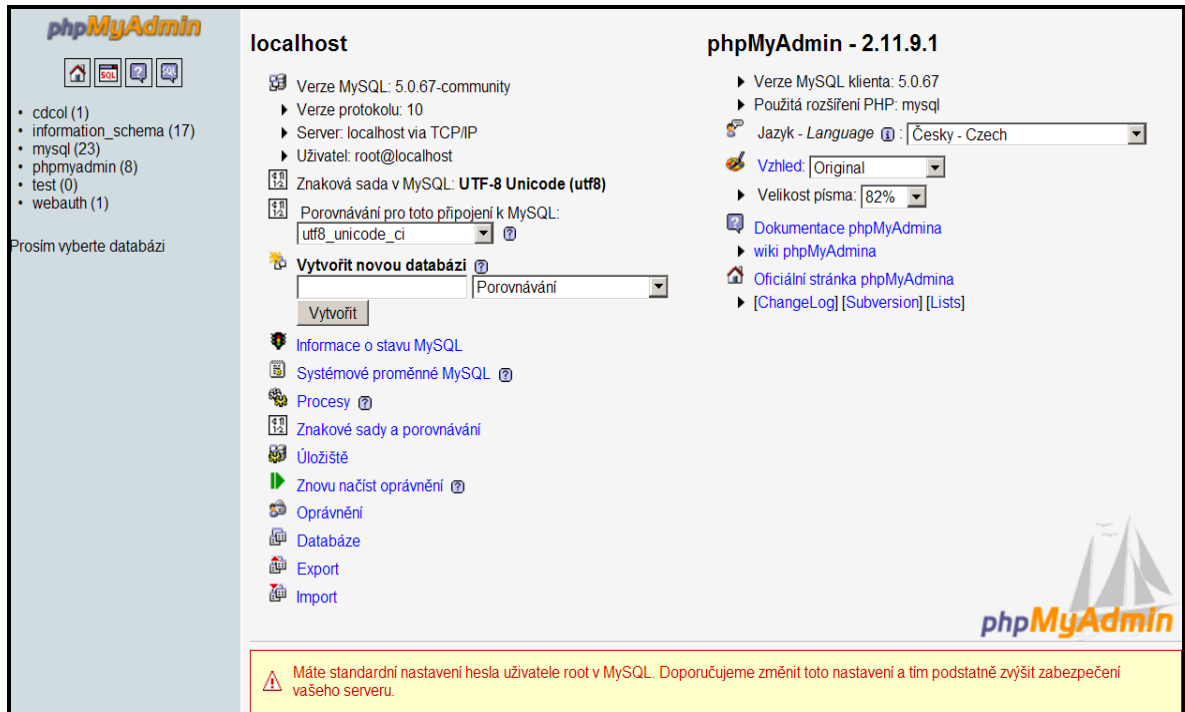 phpMyAdmin
SQL
SQL
cdcol (1)
information_schema (17)
mysql (23)
phpmyadmin (8)
test (0)
webauth (1)
Prosím vyberte databázi
localhost
Verze MySQL: 5.0.67-community
Verze protokolu: 10
Server: localhost via TCP/IP
Uživatel: root@localhost
Znaková sada v MySQL: UTF-8 Unicode (utf8)
Porovnávání pro toto připojení k MySQL:
utf8_unicode_ci
Vytvořit novou databázi
Porovnávání
Vytvořit
Informace o stavu MySQL
Systémové proměnné MySQL
Procesy
Znakové sady a porovnávání
Úložiště
Znovu načíst oprávnění
Oprávnění
Databáze
Export
Import
phpMyAdmin - 2.11.9.1
Verze MySQL klienta: 5.0.67
Použitá rozšíření PHP: mysql
Jazyk - Language : Česky - Czech
Vzhled: Original
Velikost písma: 82%
Dokumentace phpMyAdmina
wiki phpMyAdmina
Oficiální stránka phpMyAdmina
[ChangeLog] [Subversion] [Lists]
phpMyAdmin
Máte standardní nastavení hesla uživatele root v MySQL. Doporučujeme změnit toto nastavení a tím podstatně zvýšit zabezpečení
vašeho serveru.